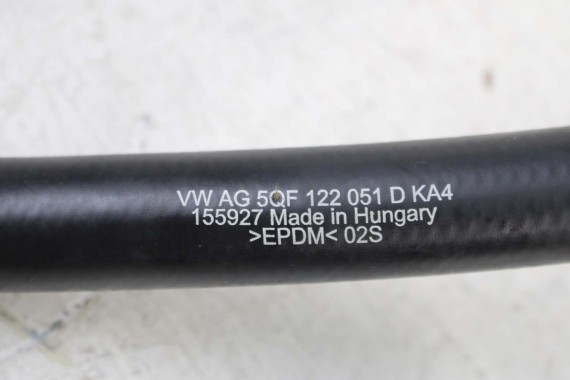 VW AG 5QF 122 051 D KA4
155927 Made in Hungary
>EPDM< 02S